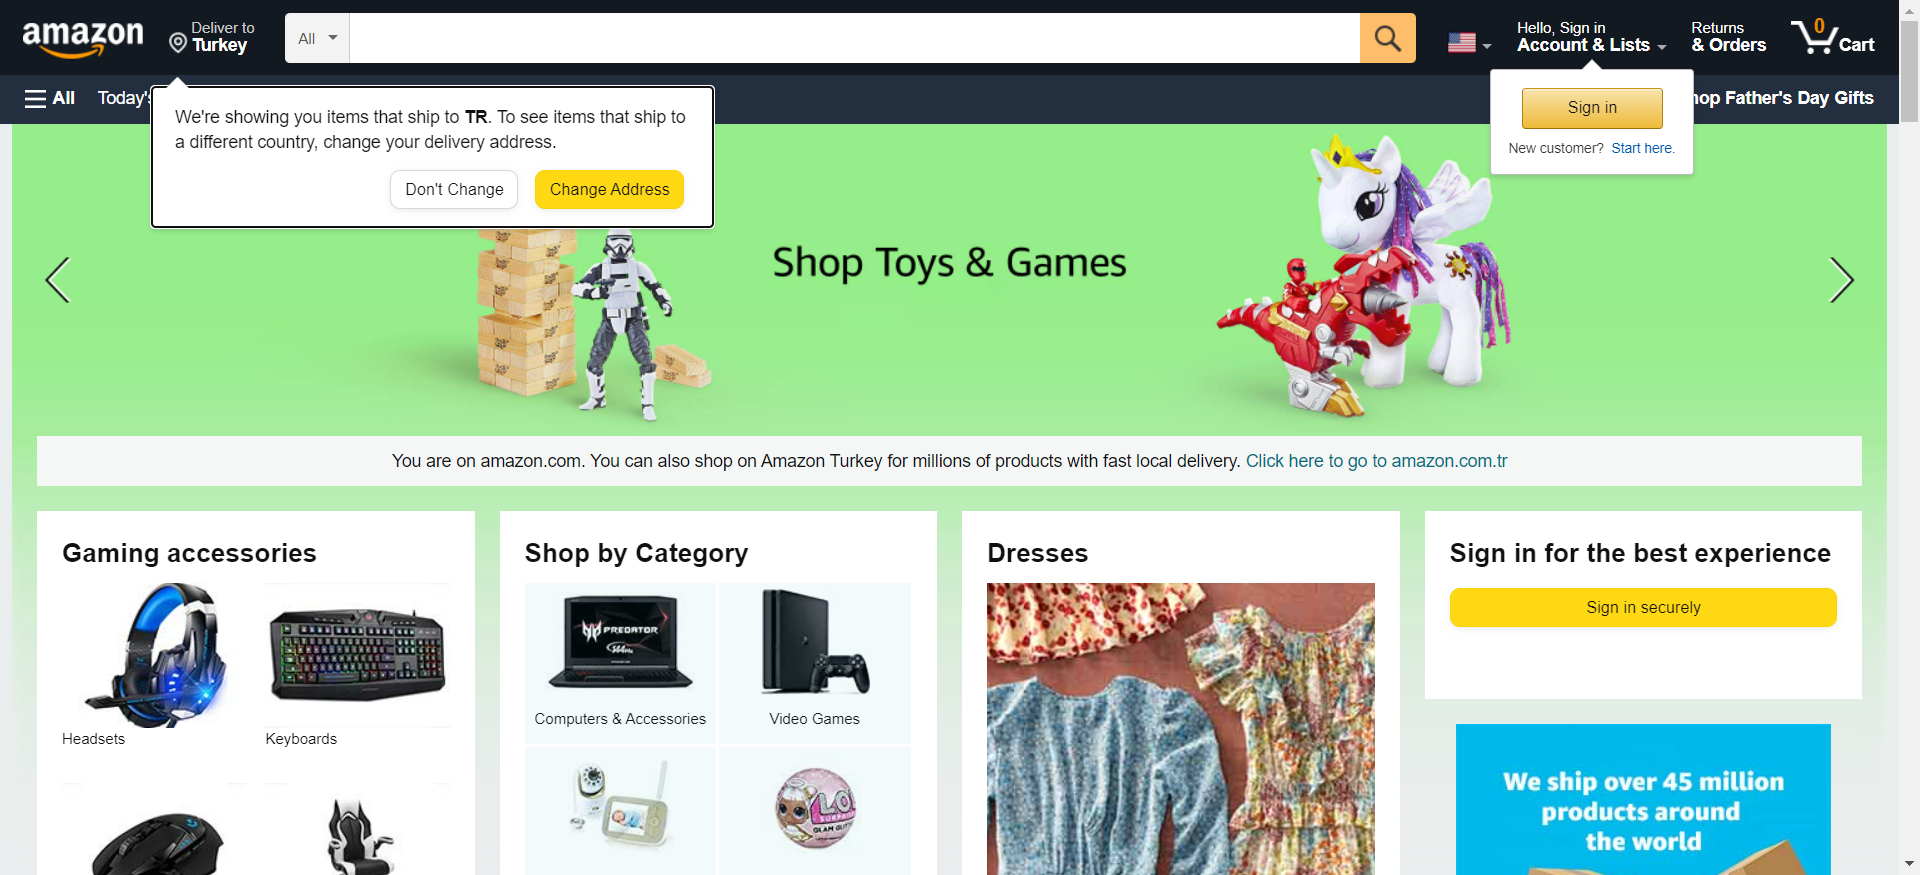 amazon
Deliver to
Turkey
All
Hello, Sign in
Account & Lists
Returns
& Orders
0
Cart
All
Today's
hop Father's Day Gifts
We're showing you items that ship to TR. To see items that ship to
a different country, change your delivery address.
Don't Change
Change Address
Sign in
New customer? Start here.
Shop Toys & Games
You are on amazon.com. You can also shop on Amazon Turkey for millions of products with fast local delivery. Click here to go to amazon.com.tr
Gaming accessories
Headsets
Keyboards
Shop by Category
PREDATOR
144Hz
Computers & Accessories
Video Games
L.O.L.
SURPRISE
GLAM GLITTER
Dresses
Sign in for the best experience
Sign in securely
We ship over 45 million
products around
the world